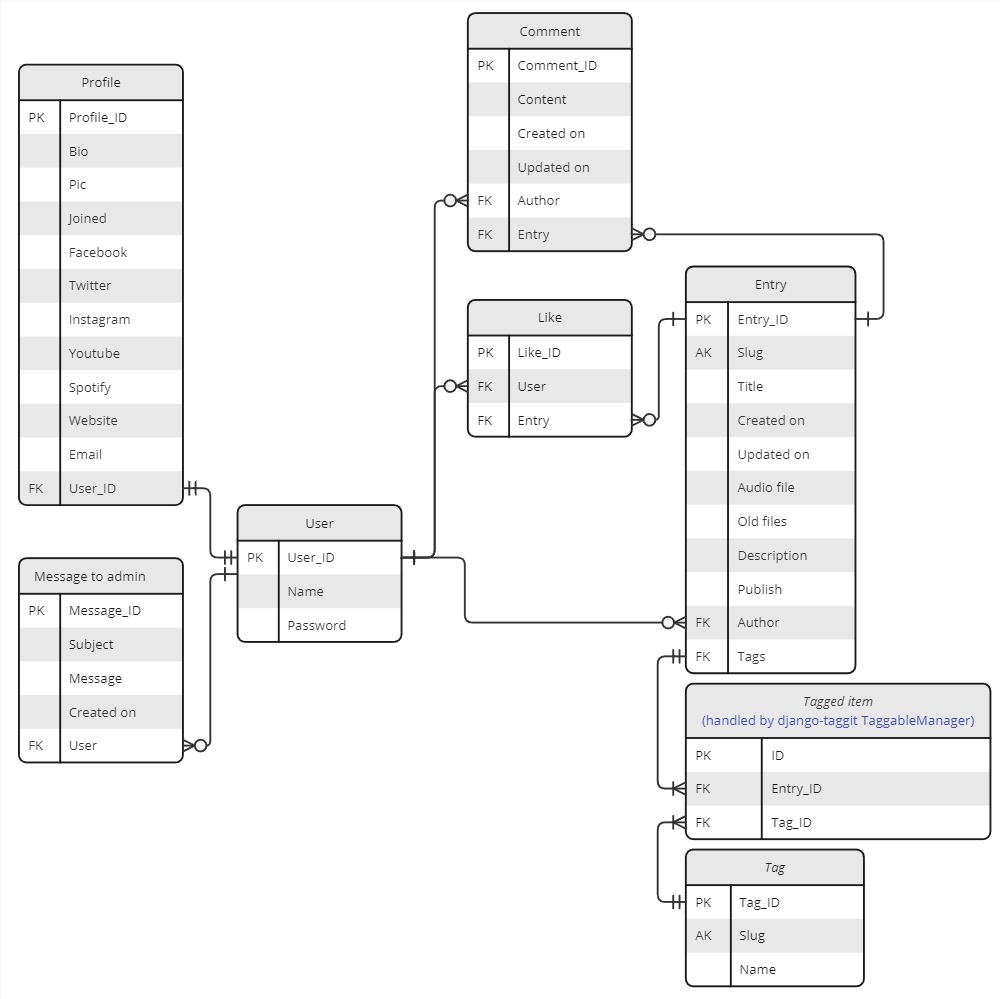 Comment
PK Comment_ID
Content
Created on
Updated on
FK Author
FK Entry
Profile
PK Profile_ID
Bio
Pic
Joined
Facebook
Twitter
Instagram
Youtube
Spotify
Website
Email
FK User_ID
Like
PK Like_ID
FK User
FK Entry
Entry
PK Entry_ID
AK Slug
Title
Created on
Updated on
Audio file
Old files
Description
Publish
FK Author
FK Tags
User
PK User_ID
Name
Password
Message to admin
PK Message_ID
Subject
Message
Created on
FK User
Tagged item
(handled by django-taggit TaggableManager)
PK ID
FK Entry_ID
FK Tag_ID
Tag
PK Tag_ID
AK Slug
Name